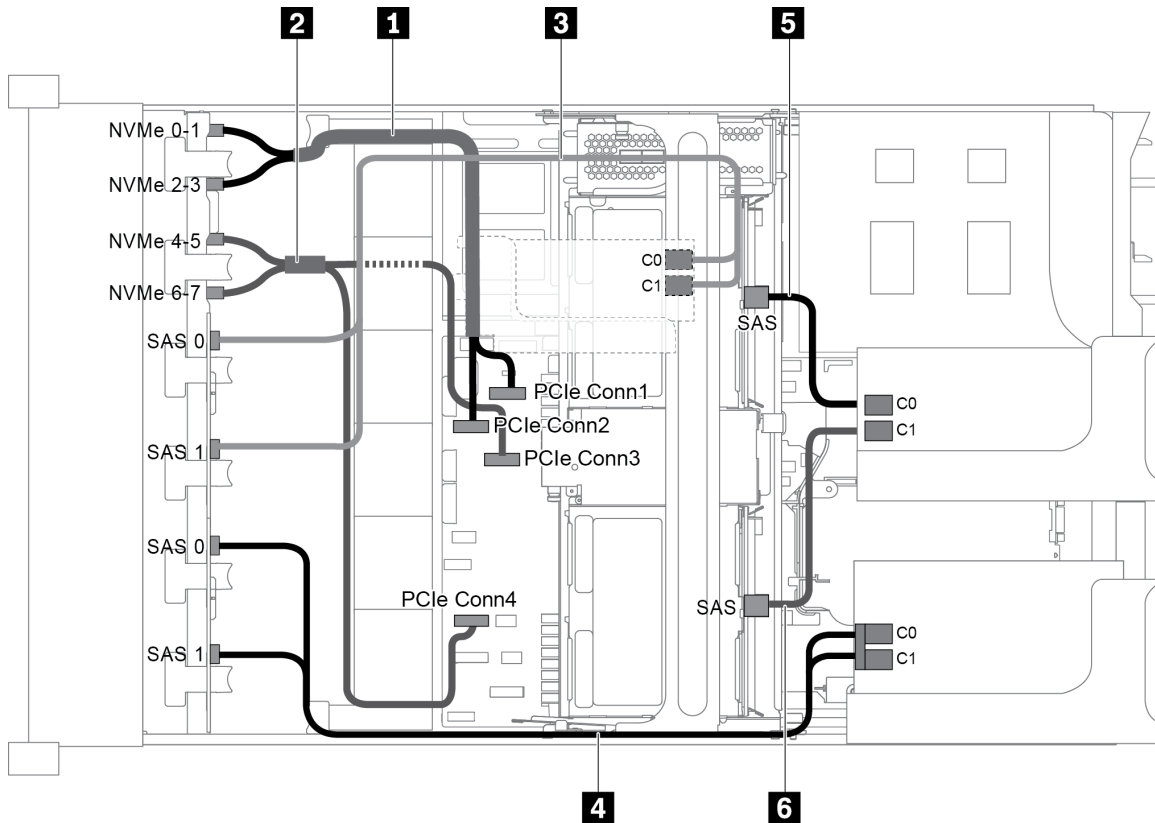 2 1 3 5
NVMe 0-1
NVMe 2-3
NVMe 4-5
C0
NVMe 6-7
C1
SAS
SAS 0
PCIe Conn1
C0
PCIe Conn2
C1
SAS 1
PCIe Conn3
SAS 0
PCIe Conn4
SAS
C0
SAS 1
C1
4 6